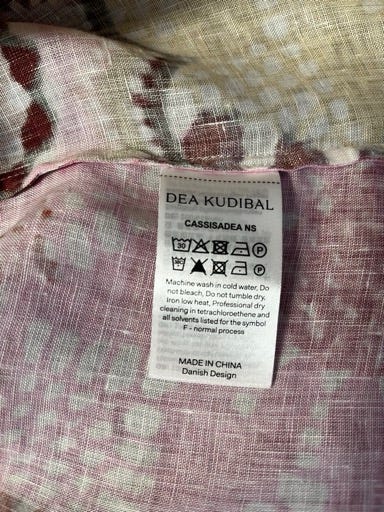 DEA KUDIBAL
CASSISADEA NS
30 P
P
Machine wash in cold water, Do
not bleach, Do not tumble dry,
Iron low heat, Professional dry
cleaning in tetrachloroethene and
all solvents listed for the symbol
F - normal process
MADE IN CHINA
Danish Design